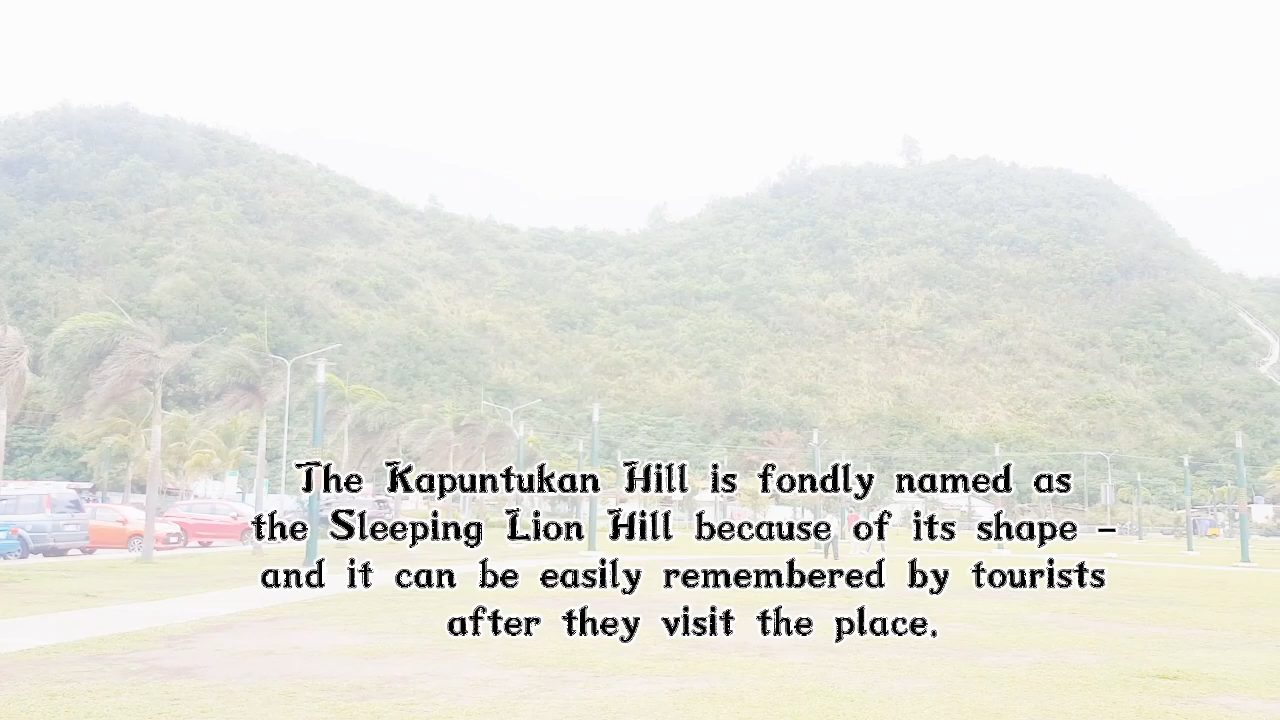 The Kapuntukan Hill is fondly named as
the Sleeping Lion Hill because of its shape –
and it can be easily remembered by tourists
after they visit the place.